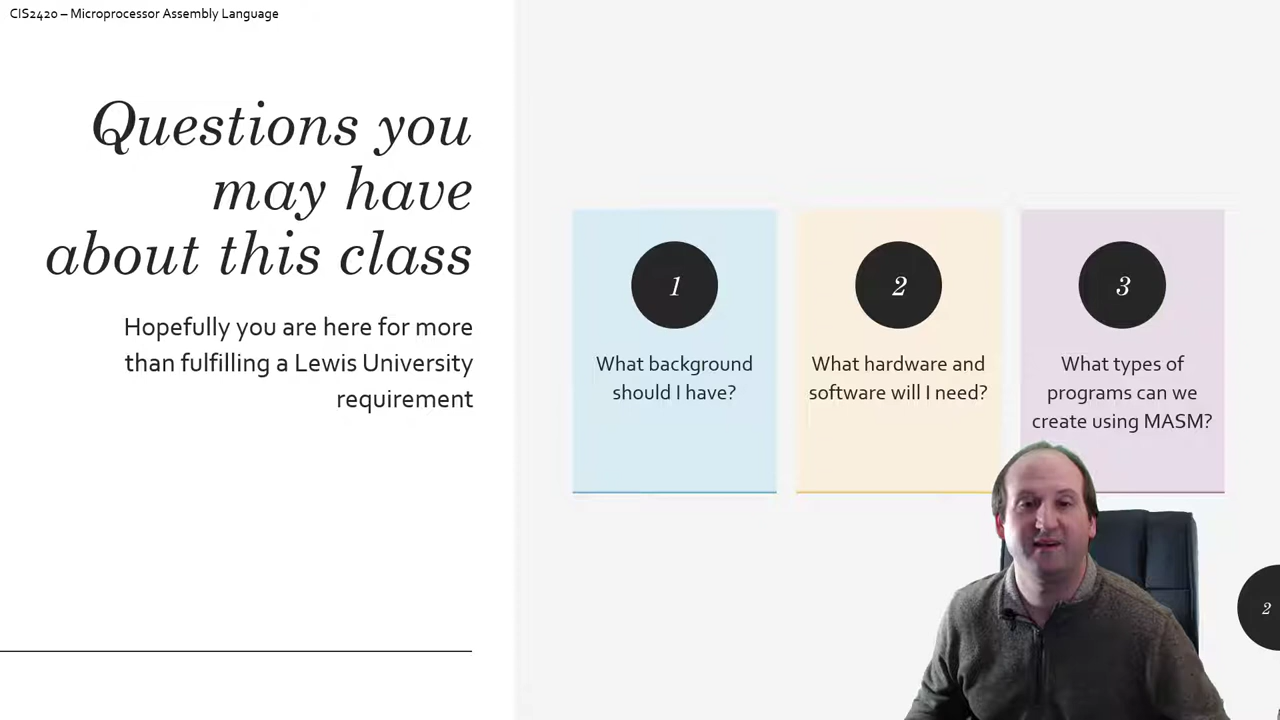 CIS2420 – Microprocessor Assembly Language
Questions you
may have
about this class
Hopefully you are here for more
than fulfilling a Lewis University
requirement
1
What background
should I have?
2
What hardware and
software will I need?
3
What types of
programs can we
create using MASM?
2